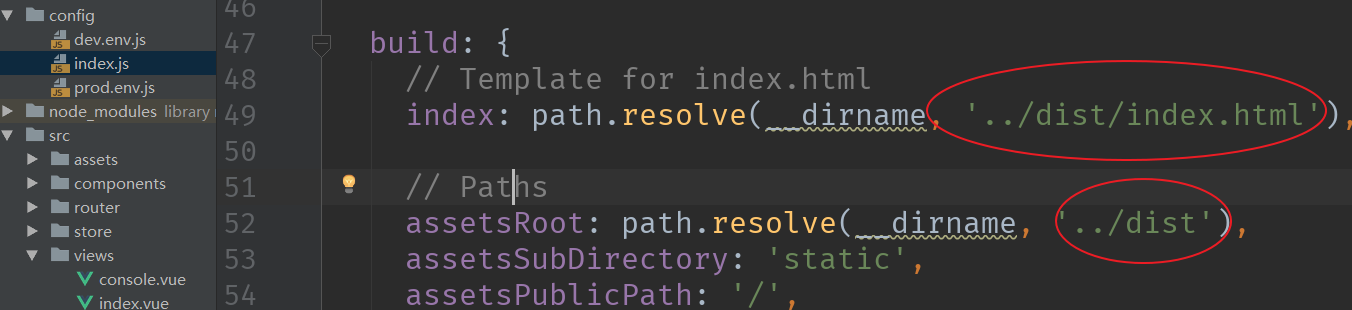 config
dev.env.js
index.js
prod.env.js
node_modules library r
src
assets
components
router
store
views
console.vue
index.vue
46
47 build: {
48 // Template for index.html
49 index: path.resolve(__dirname, '../dist/index.html'),
50
51 // Paths
52 assetsRoot: path.resolve(__dirname, '../dist'),
53 assetsSubDirectory: 'static',
54 assetsPublicPath: '/',